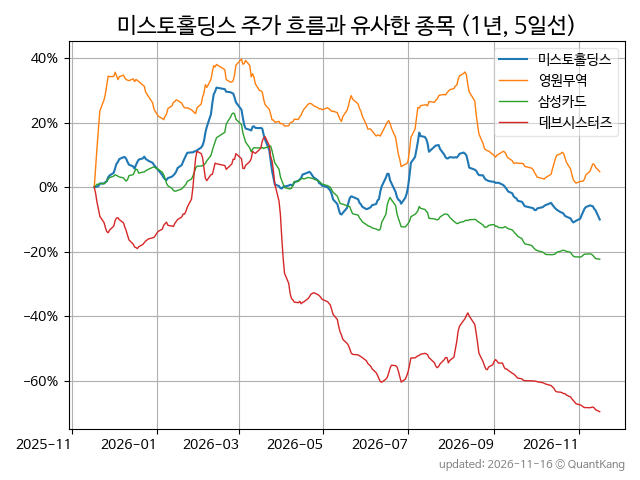 미스토홀딩스 주가 흐름과 유사한 종목 (1년, 5일선)
40%
20%
0%
−20%
−40%
−60%
미스토홀딩스
영원무역
삼성카드
데브시스터즈
2025-11
2026-01
2026-03
2026-05
2026-07
2026-09
2026-11
updated: 2026-11-16 © QuantKang